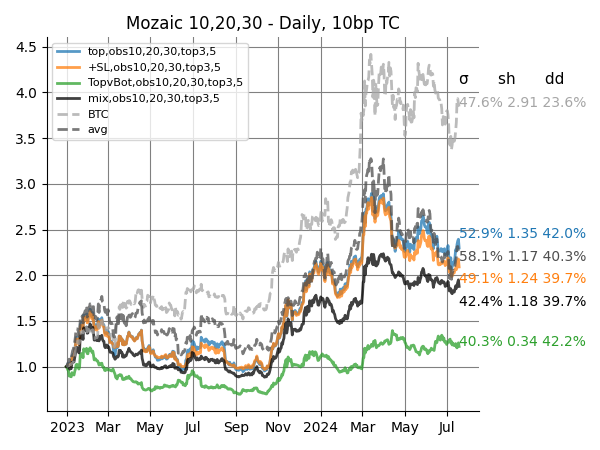 Mozaic 10,20,30 - Daily, 10bp TC
top,obs10,20,30,top3,5
+SL,obs10,20,30,top3,5
TopvBot,obs10,20,30,top3,5
mix,obs10,20,30,top3,5
BTC
avg
σ sh dd
47.6% 2.91 23.6%
52.9% 1.35 42.0%
58.1% 1.17 40.3%
49.1% 1.24 39.7%
42.4% 1.18 39.7%
40.3% 0.34 42.2%
4.5
4.0
3.5
3.0
2.5
2.0
1.5
1.0
2023 Mar May Jul Sep Nov 2024 Mar May Jul